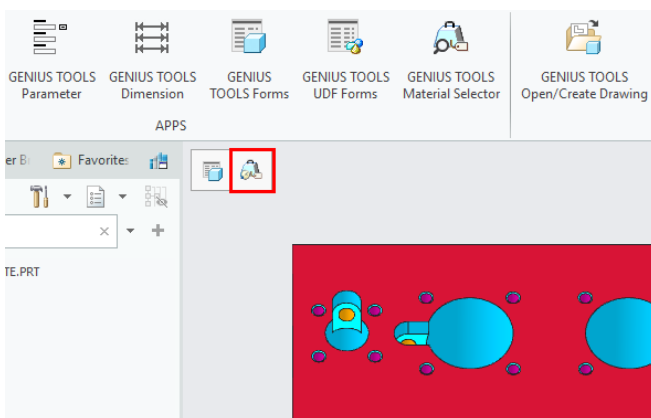 GENIUS TOOLS GENIUS TOOLS GENIUS GENIUS TOOLS GENIUS TOOLS GENIUS TOOLS
Parameter Dimension TOOLS Forms UDF Forms Material Selector Open/Create Drawing
APPS
er B Favorites
TE.PRT